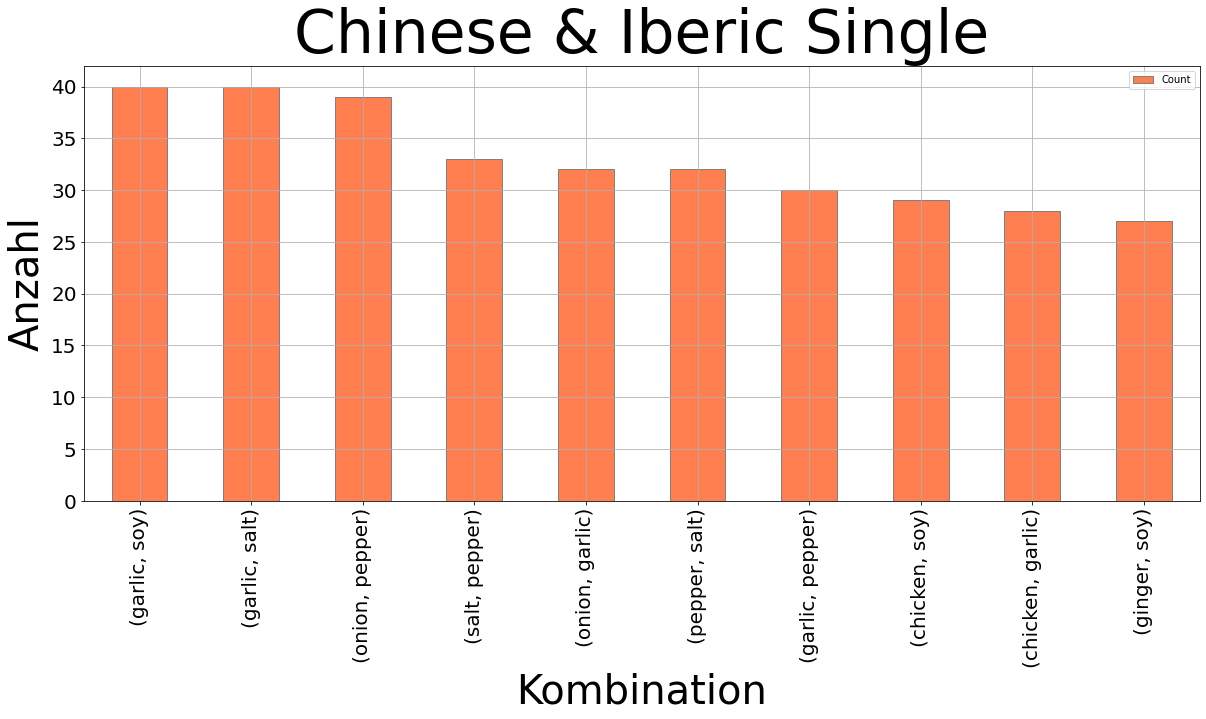 Chinese & Iberic Single
Count
Anzahl
40
35
30
25
20
15
10
5
0
(garlic, soy)
(garlic, salt)
(onion, pepper)
(salt, pepper)
(onion, garlic)
(pepper, salt)
(garlic, pepper)
(chicken, soy)
(chicken, garlic)
(ginger, soy)
Kombination